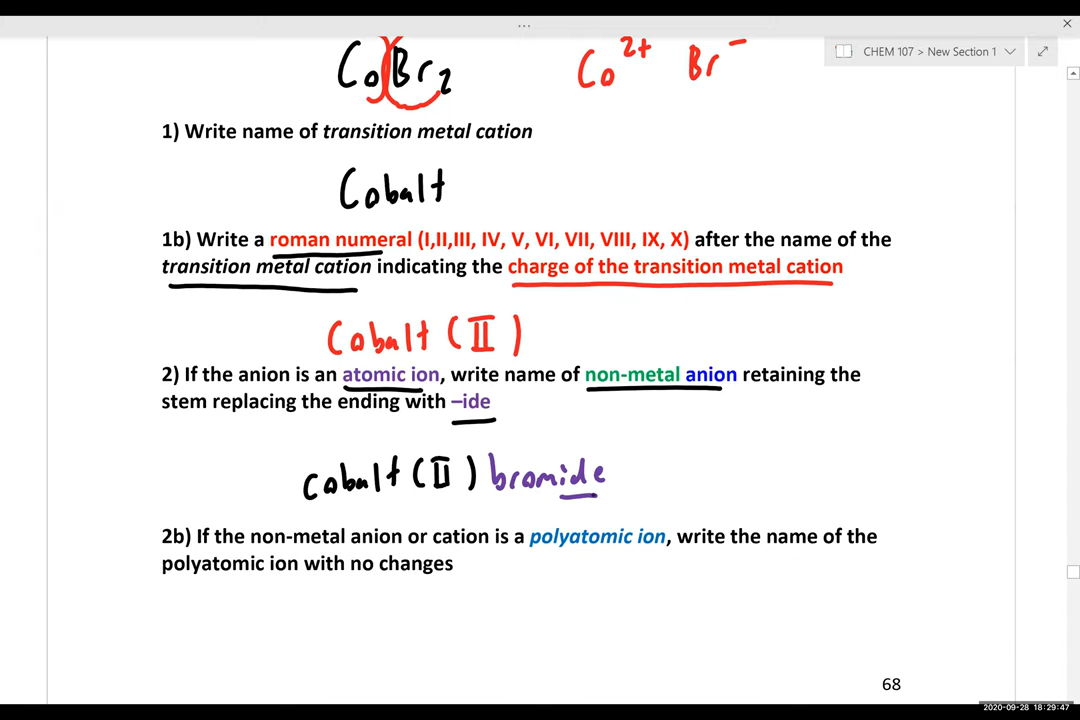 ...
CHEM 107 > New Section 1
CoBr2 Co2+ Br−
1) Write name of transition metal cation
Cobalt
1b) Write a roman numeral (I,II,III, IV, V, VI, VII, VIII, IX, X) after the name of the
transition metal cation indicating the charge of the transition metal cation
Cobalt (II)
2) If the anion is an atomic ion, write name of non-metal anion retaining the
stem replacing the ending with –ide
cobalt (II) bromide
2b) If the non-metal anion or cation is a polyatomic ion, write the name of the
polyatomic ion with no changes
68
2020-09-28 18:29:47